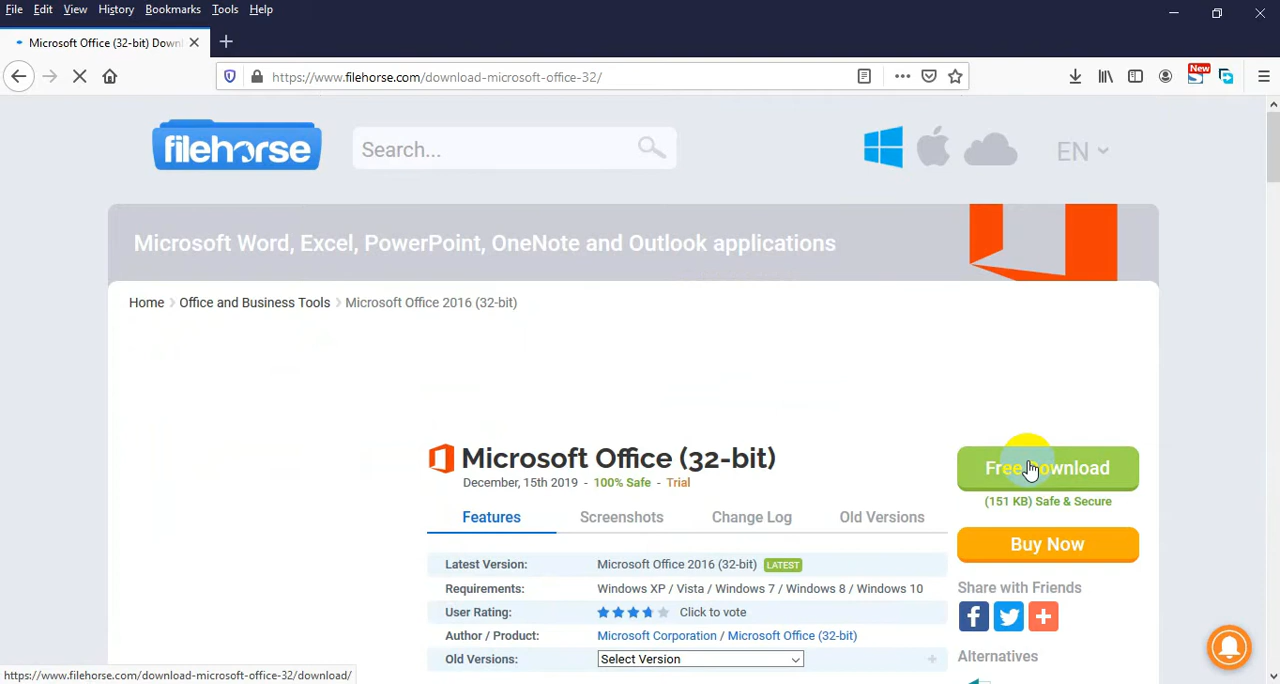 File Edit View History Bookmarks Tools Help
Microsoft Office (32-bit) Down
https://www.filehorse.com/download-microsoft-office-32/
New
filehorse
Search...
EN
Microsoft Word, Excel, PowerPoint, OneNote and Outlook applications
Home Office and Business Tools Microsoft Office 2016 (32-bit)
Microsoft Office (32-bit)
December, 15th 2019 - 100% Safe - Trial
Free Download
(151 KB) Safe & Secure
Features Screenshots Change Log Old Versions
Buy Now
Latest Version: Microsoft Office 2016 (32-bit) LATEST
Requirements: Windows XP / Vista / Windows 7 / Windows 8 / Windows 10
Share with Friends
User Rating: Click to vote
Author / Product: Microsoft Corporation / Microsoft Office (32-bit)
Old Versions: Select Version
Alternatives
https://www.filehorse.com/download-microsoft-office-32/download/